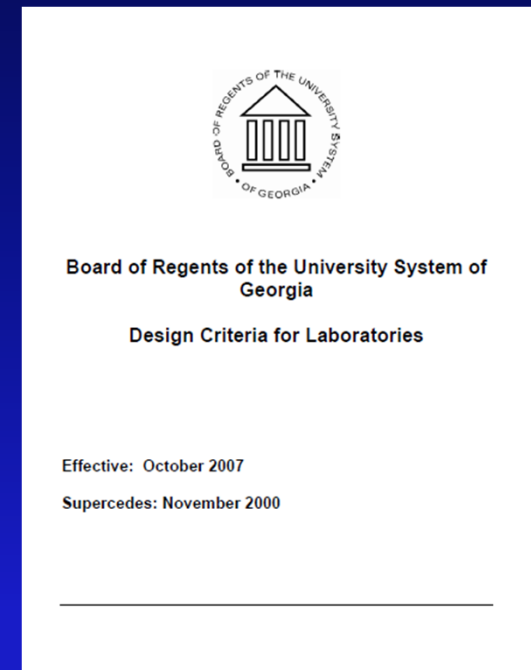 BOARD OF REGENTS OF THE UNIVERSITY SYSTEM
• OF GEORGIA •
Board of Regents of the University System of
Georgia
Design Criteria for Laboratories
Effective: October 2007
Supercedes: November 2000